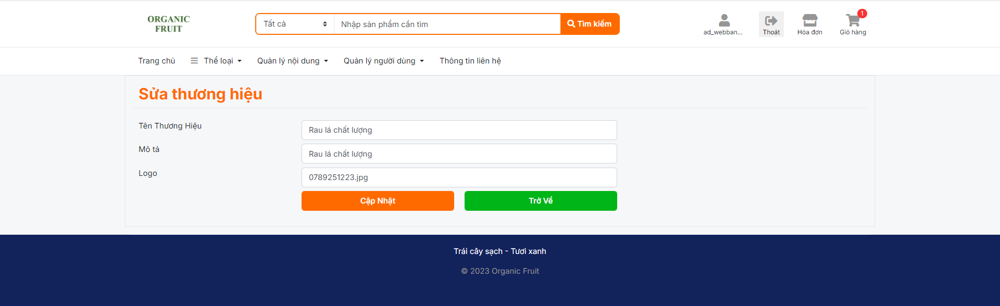 ORGANIC
FRUIT
Tất cả
Nhập sản phẩm cần tìm
Tìm kiếm
ad_webban...
Thoát
Hóa đơn
1
Giỏ hàng
Trang chủ
Thể loại
Quản lý nội dung
Quản lý người dùng
Thông tin liên hệ
Sửa thương hiệu
Tên Thương Hiệu
Rau lá chất lượng
Mô tả
Rau lá chất lượng
Logo
0789251223.jpg
Cập Nhật
Trở Về
Trái cây sạch - Tươi xanh
© 2023 Organic Fruit